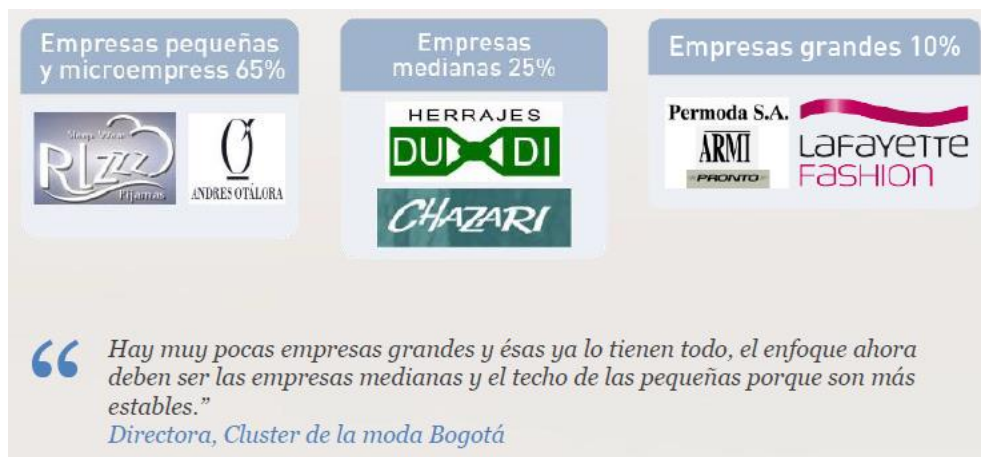 Empresas pequeñas
y microempress 65%
Sleep Wear
RIZZZ
Pijamas
ANDRES OTÁLORA
Empresas
medianas 25%
HERRAJES
DUXDI
CHAZARI
Empresas grandes 10%
Permoda S.A.
ARMI
PRONTO
LaFaYeTTe
FaSHION
“ Hay muy pocas empresas grandes y ésas ya lo tienen todo, el enfoque ahora
deben ser las empresas medianas y el techo de las pequeñas porque son más
estables.”
Directora, Cluster de la moda Bogotá